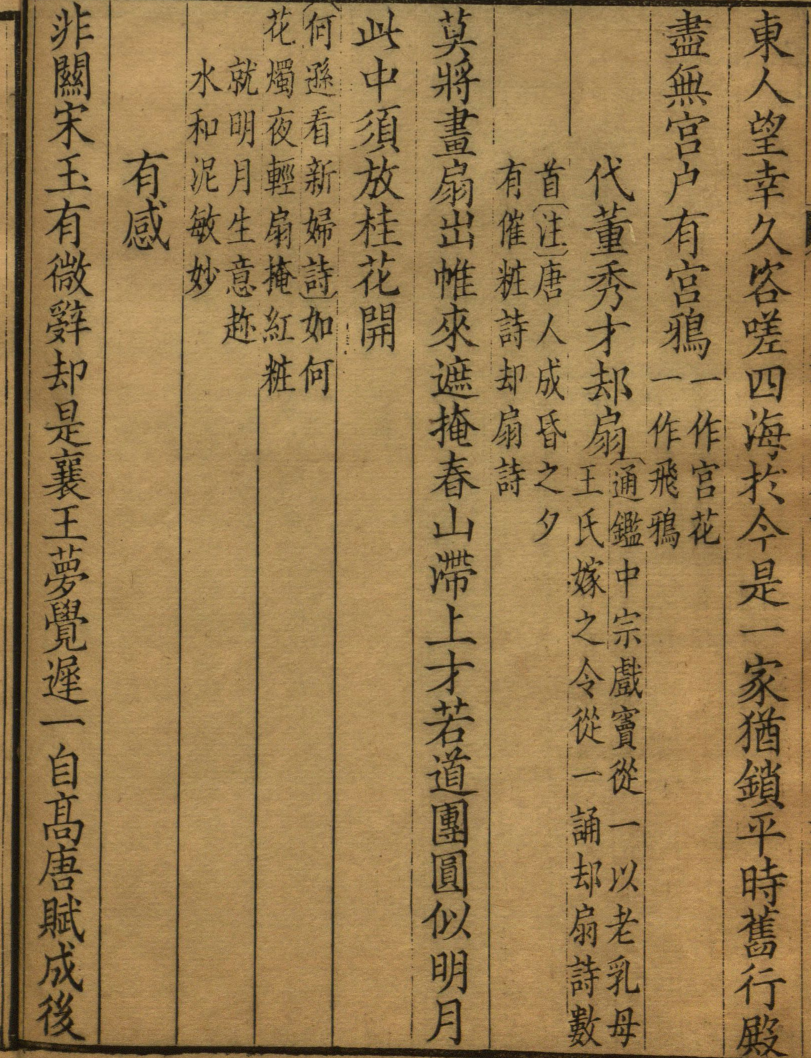 東人望幸久咨嗟四海於今是一家猶鎖平時舊行殿
盡無宮户有宮鴉一作宮花
一作飛鴉
代董秀才却扇〔通鑑中宗戲竇從一以老乳母
王氏嫁之令從一誦却扇詩數
首〔注〕唐人成昏之夕
有催粧詩却扇詩
莫將畫扇出帷來遮掩春山滯上才若道團圓似明月
此中須放桂花開
〔何遜看新婦詩〕如何
花燭夜輕扇掩紅粧
就明月生意趂
水和泥敏妙
有感
非關宋玉有微辭却是襄王夢覺遲一自髙唐賦成後